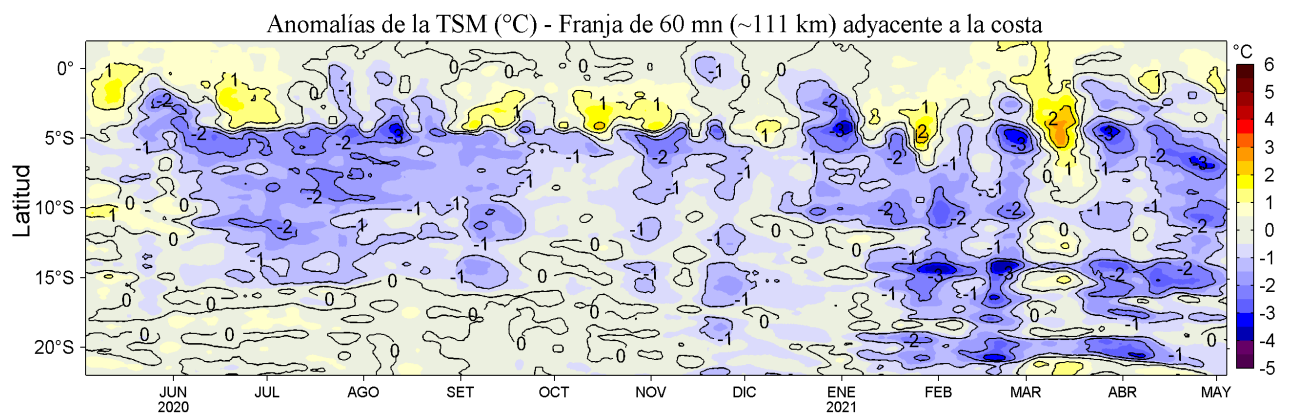 Anomalías de la TSM (°C) - Franja de 60 mn (~111 km) adyacente a la costa
°C
6
5
4
3
2
1
0
-1
-2
-3
-4
-5
Latitud
0°
5°S
10°S
15°S
20°S
JUN JUL AGO SET OCT NOV DIC ENE FEB MAR ABR MAY
2020 2021